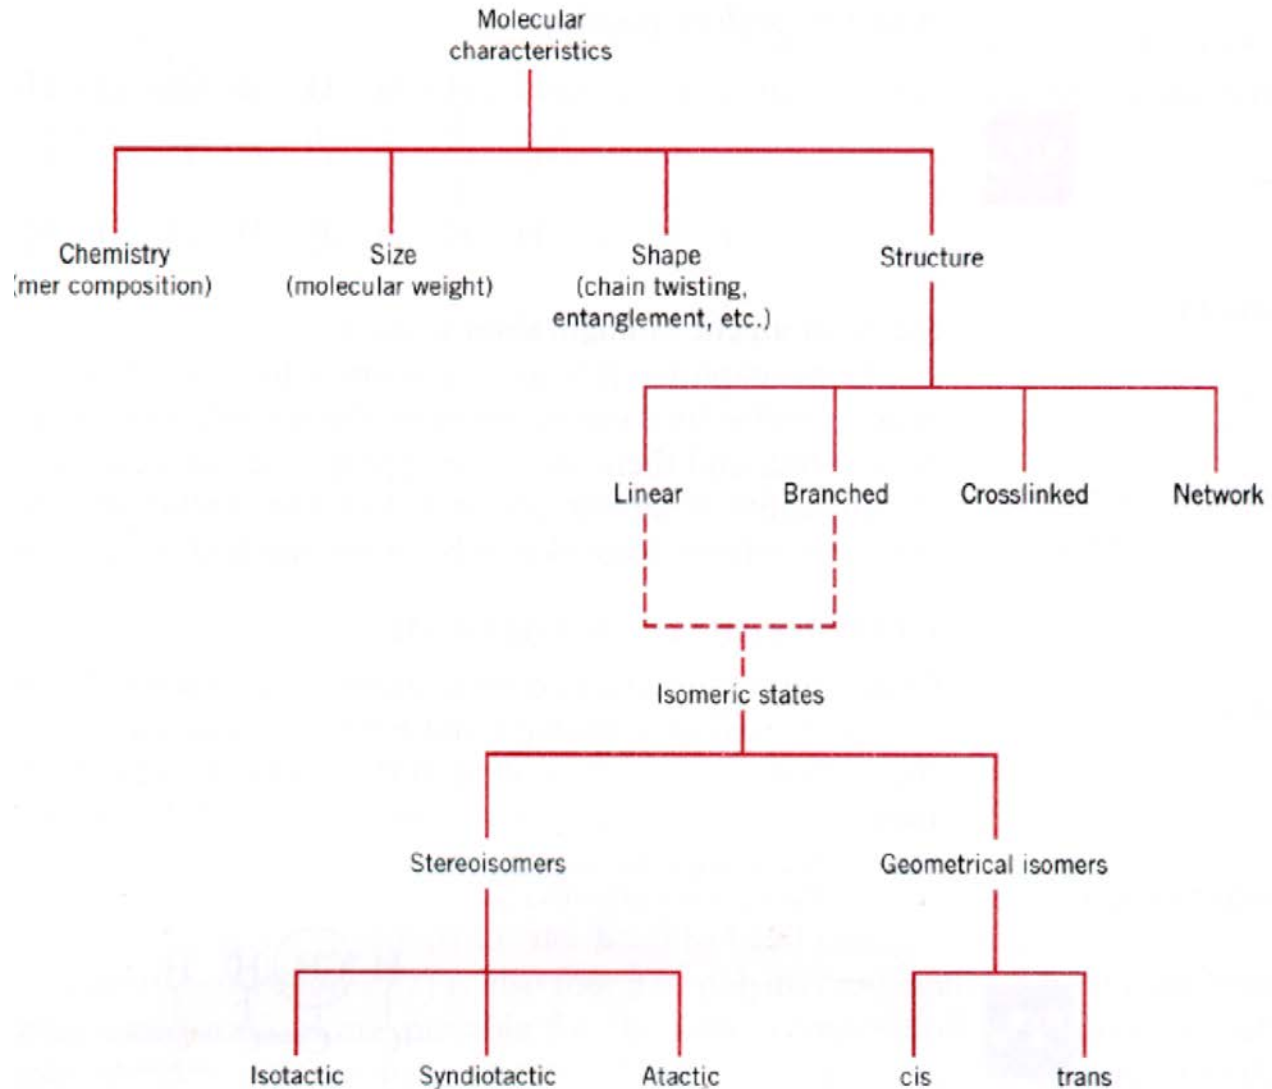 Molecular
characteristics
Chemistry
(mer composition)
Size
(molecular weight)
Shape
(chain twisting,
entanglement, etc.)
Structure
Linear
Branched
Crosslinked
Network
Isomeric states
Stereoisomers
Geometrical isomers
Isotactic
Syndiotactic
Atactic
cis
trans